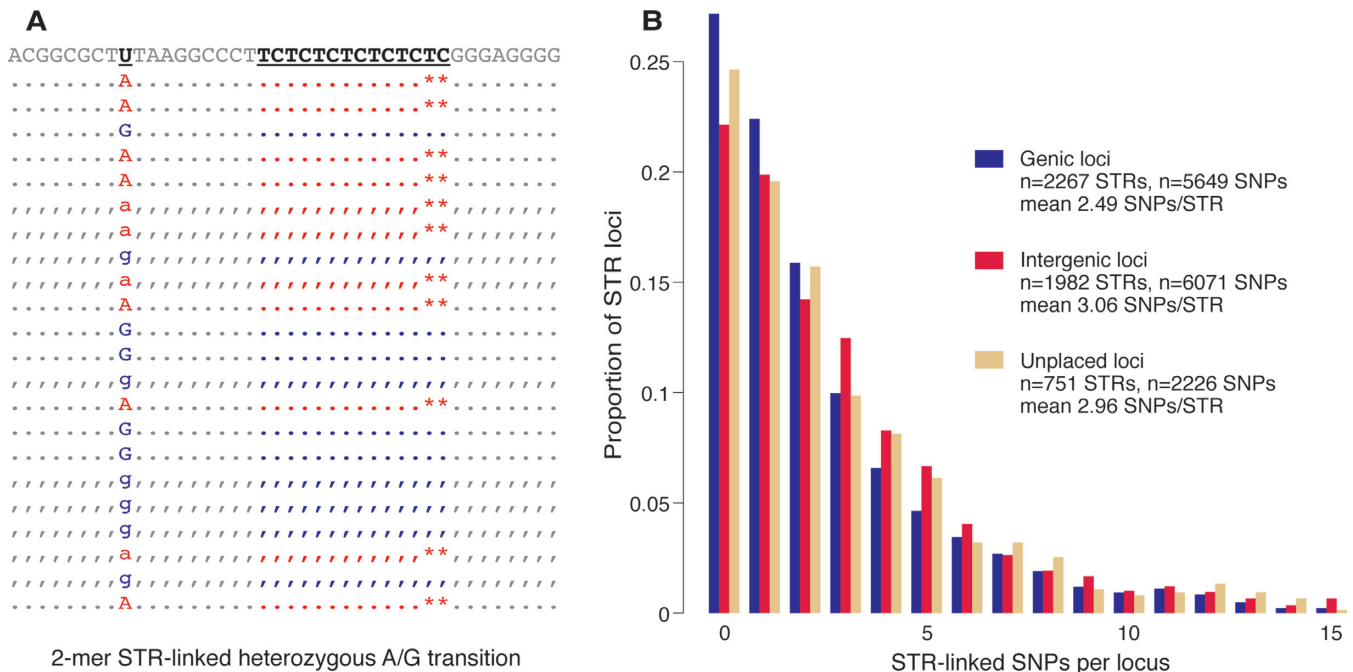 A
ACGGCGCTUTAAGGCCCTTCTCTCTCTCTCTCGGGAGGGG
........A.....................**........
........A.....................**........
........G...............................
........A.....................**........
........A.....................**........
,,,,,,,,a,,,,,,,,,,,,,,,,,,,,,**,,,,,,,,
,,,,,,,,a,,,,,,,,,,,,,,,,,,,,,**,,,,,,,,
,,,,,,,,g,,,,,,,,,,,,,,,,,,,,,,,,,,,,,,,
,,,,,,,,a,,,,,,,,,,,,,,,,,,,,,**,,,,,,,,
........A.....................**........
........G...............................
........G...............................
,,,,,,,,g,,,,,,,,,,,,,,,,,,,,,,,,,,,,,,,
........A.....................**........
........G...............................
........G...............................
,,,,,,,,g,,,,,,,,,,,,,,,,,,,,,,,,,,,,,,,
,,,,,,,,g,,,,,,,,,,,,,,,,,,,,,,,,,,,,,,,
,,,,,,,,g,,,,,,,,,,,,,,,,,,,,,,,,,,,,,,,
,,,,,,,,a,,,,,,,,,,,,,,,,,,,,,**,,,,,,,,
,,,,,,,,g,,,,,,,,,,,,,,,,,,,,,,,,,,,,,,,
........A.....................**........
2-mer STR-linked heterozygous A/G transition
B
Proportion of STR loci
0.25
0.2
0.15
0.1
0.05
0
Genic loci
n=2267 STRs, n=5649 SNPs
mean 2.49 SNPs/STR
Intergenic loci
n=1982 STRs, n=6071 SNPs
mean 3.06 SNPs/STR
Unplaced loci
n=751 STRs, n=2226 SNPs
mean 2.96 SNPs/STR
0 5 10 15
STR-linked SNPs per locus